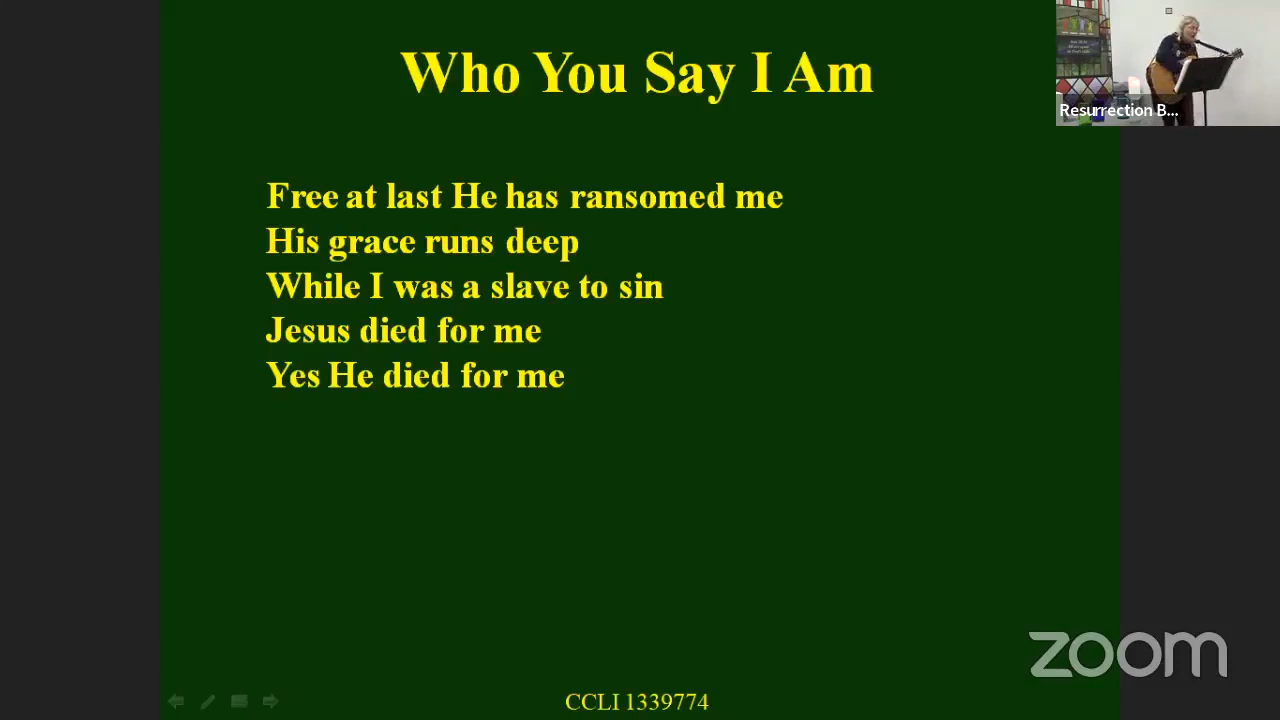 Who You Say I Am
Resurrection B...
Free at last He has ransomed me
His grace runs deep
While I was a slave to sin
Jesus died for me
Yes He died for me
zoom
CCLI 1339774